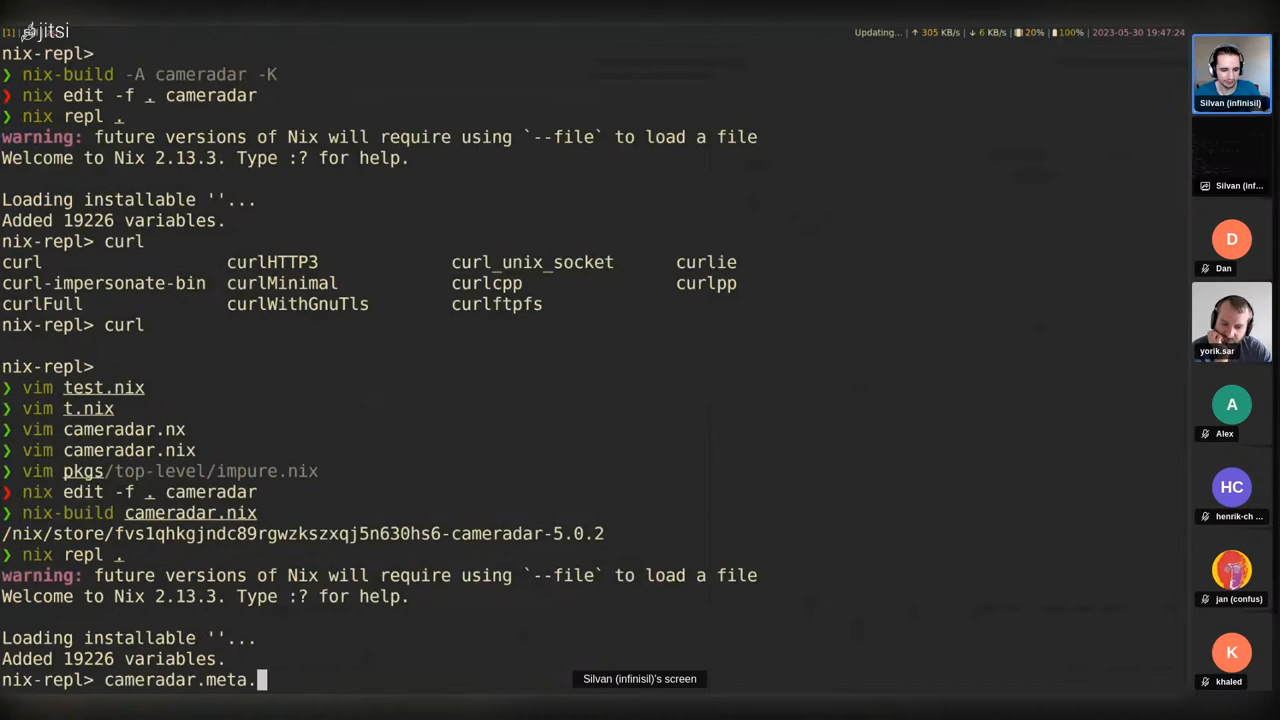 [1]
jitsi
Updating... | ↑ 305 KB/s | ↓ 6 KB/s | 20% | 100% | 2023-05-30 19:47:24
nix-repl>
❯ nix-build -A cameradar -K
❯ nix edit -f . cameradar
❯ nix repl .
warning: future versions of Nix will require using `--file` to load a file
Welcome to Nix 2.13.3. Type :? for help.
Loading installable ''...
Added 19226 variables.
nix-repl> curl
curl curlHTTP3 curl_unix_socket curlie
curl-impersonate-bin curlMinimal curlcpp curlpp
curlFull curlWithGnuTls curlftpfs
nix-repl> curl
nix-repl>
❯ vim test.nix
❯ vim t.nix
❯ vim cameradar.nx
❯ vim cameradar.nix
❯ vim pkgs/top-level/impure.nix
❯ nix edit -f . cameradar
❯ nix-build cameradar.nix
/nix/store/fvs1qhkgjndc89rgwzkszxqj5n630hs6-cameradar-5.0.2
❯ nix repl .
warning: future versions of Nix will require using `--file` to load a file
Welcome to Nix 2.13.3. Type :? for help.
Loading installable ''...
Added 19226 variables.
nix-repl> cameradar.meta.
Silvan (infinisil)'s screen
Silvan (infinisil)
Silvan (inf...
D
Dan
yorik.sar
A
Alex
HC
henrik-ch ...
jan (confus)
K
khaled